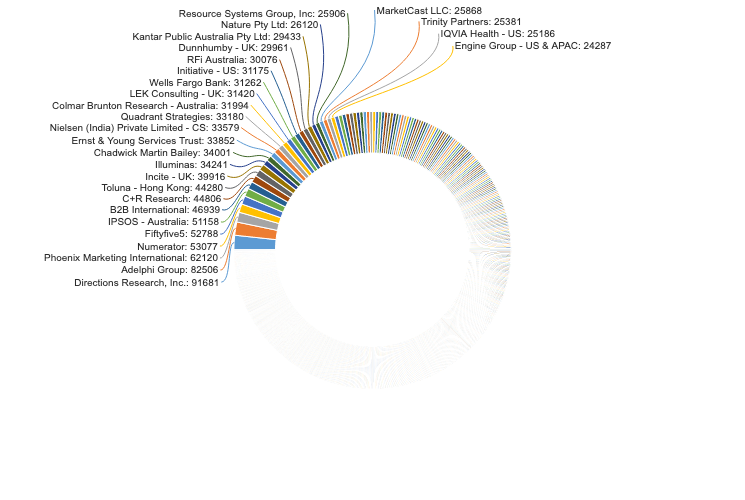 Resource Systems Group, Inc: 25906
Nature Pty Ltd: 26120
Kantar Public Australia Pty Ltd: 29433
Dunnhumby - UK: 29961
RFi Australia: 30076
Initiative - US: 31175
Wells Fargo Bank: 31262
LEK Consulting - UK: 31420
Colmar Brunton Research - Australia: 31994
Quadrant Strategies: 33180
Nielsen (India) Private Limited - CS: 33579
Ernst & Young Services Trust: 33852
Chadwick Martin Bailey: 34001
Illuminas: 34241
Incite - UK: 39916
Toluna - Hong Kong: 44280
C+R Research: 44806
B2B International: 46939
IPSOS - Australia: 51158
Fiftyfive5: 52788
Numerator: 53077
Phoenix Marketing International: 62120
Adelphi Group: 82506
Directions Research, Inc.: 91681
MarketCast LLC: 25868
Trinity Partners: 25381
IQVIA Health - US: 25186
Engine Group - US & APAC: 24287